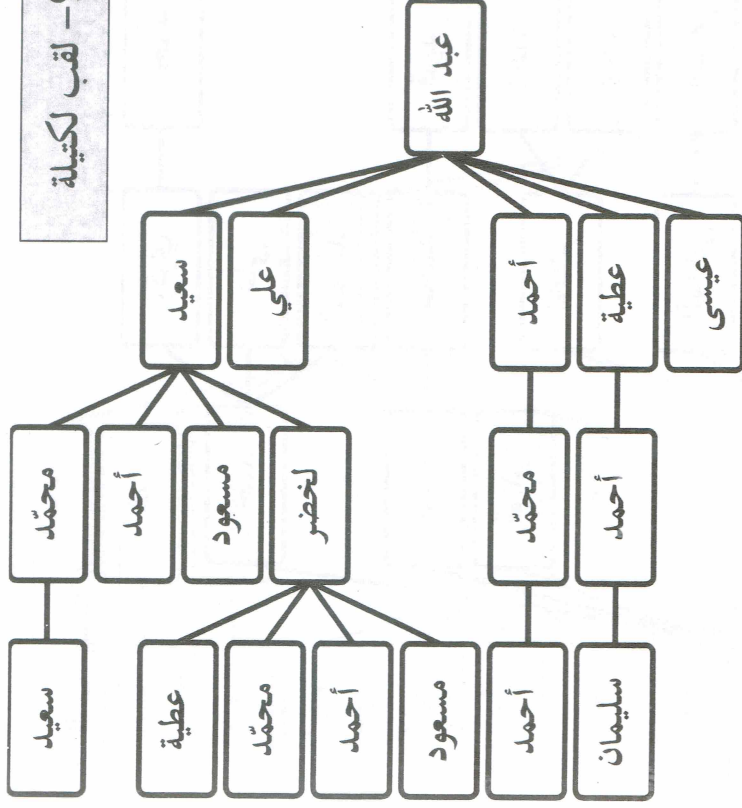 - لقب لكتيلة
عبد الله
سعيد
علي
أحمد
عطية
عيسى
محمّد
أحمد
مسعود
لخضر
محمّد
أحمد
سعيد
عطية
محمّد
أحمد
مسعود
أحمد
سليمان